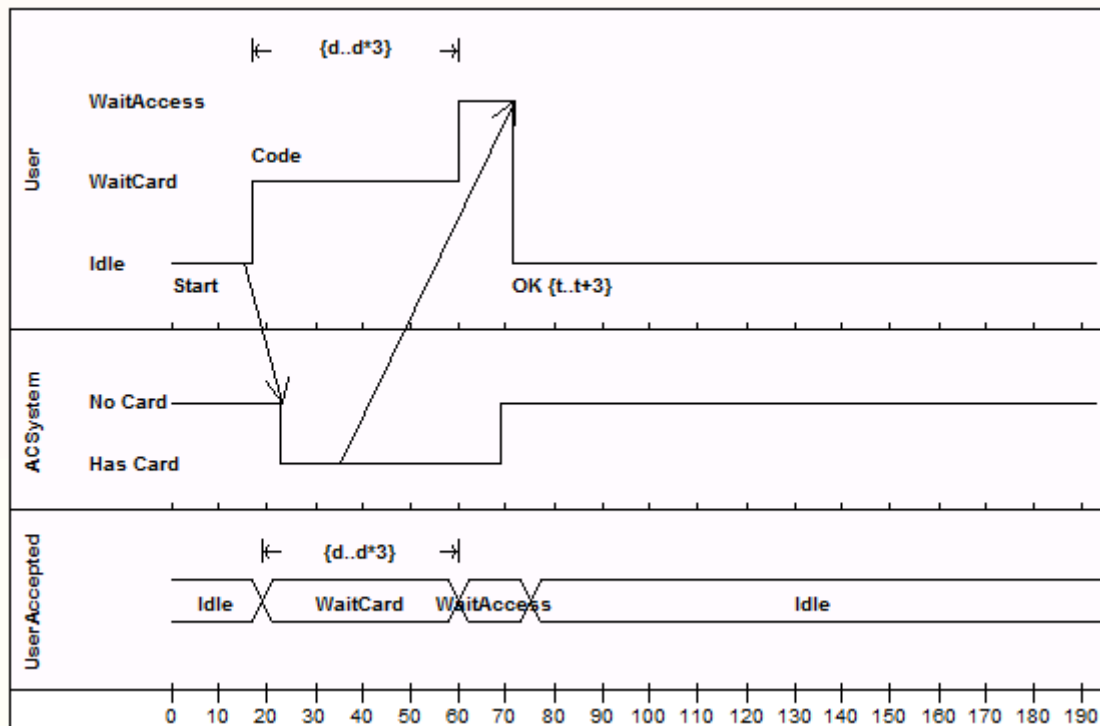 {d..d*3}
WaitAccess
Code
WaitCard
Idle
Start
OK {t..t+3}
User
No Card
Has Card
ACSystem
{d..d*3}
Idle
WaitCard
WaitAccess
Idle
UserAccepted
0 10 20 30 40 50 60 70 80 90 100 110 120 130 140 150 160 170 180 190